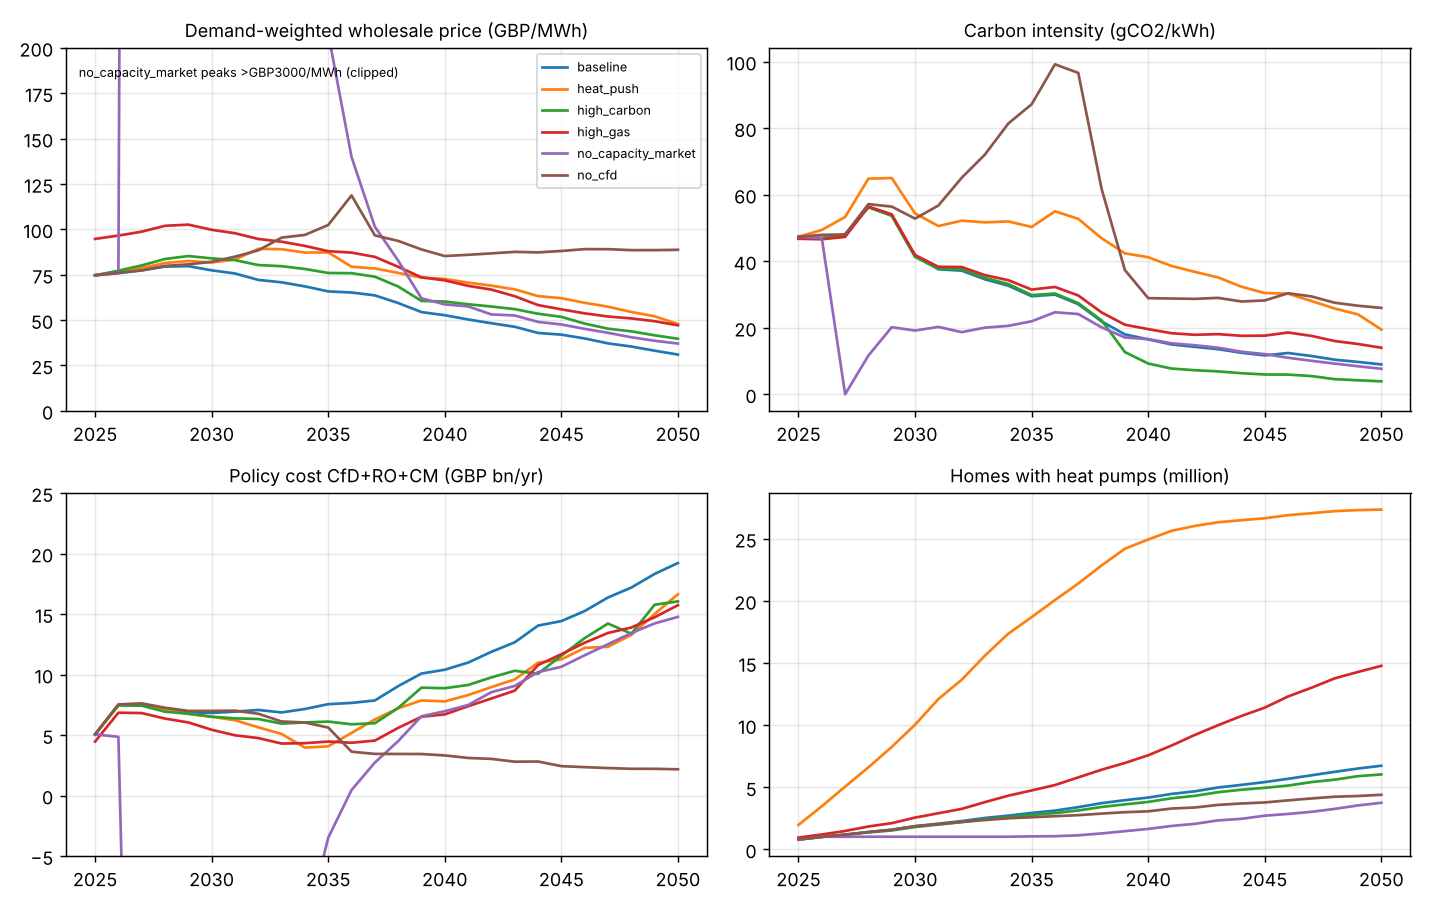 Demand-weighted wholesale price (GBP/MWh)
200
175
150
125
100
75
50
25
0
no_capacity_market peaks >GBP3000/MWh (clipped)
baseline
heat_push
high_carbon
high_gas
no_capacity_market
no_cfd
2025 2030 2035 2040 2045 2050
Carbon intensity (gCO2/kWh)
100
80
60
40
20
0
2025 2030 2035 2040 2045 2050
Policy cost CfD+RO+CM (GBP bn/yr)
25
20
15
10
5
0
−5
2025 2030 2035 2040 2045 2050
Homes with heat pumps (million)
25
20
15
10
5
0
2025 2030 2035 2040 2045 2050